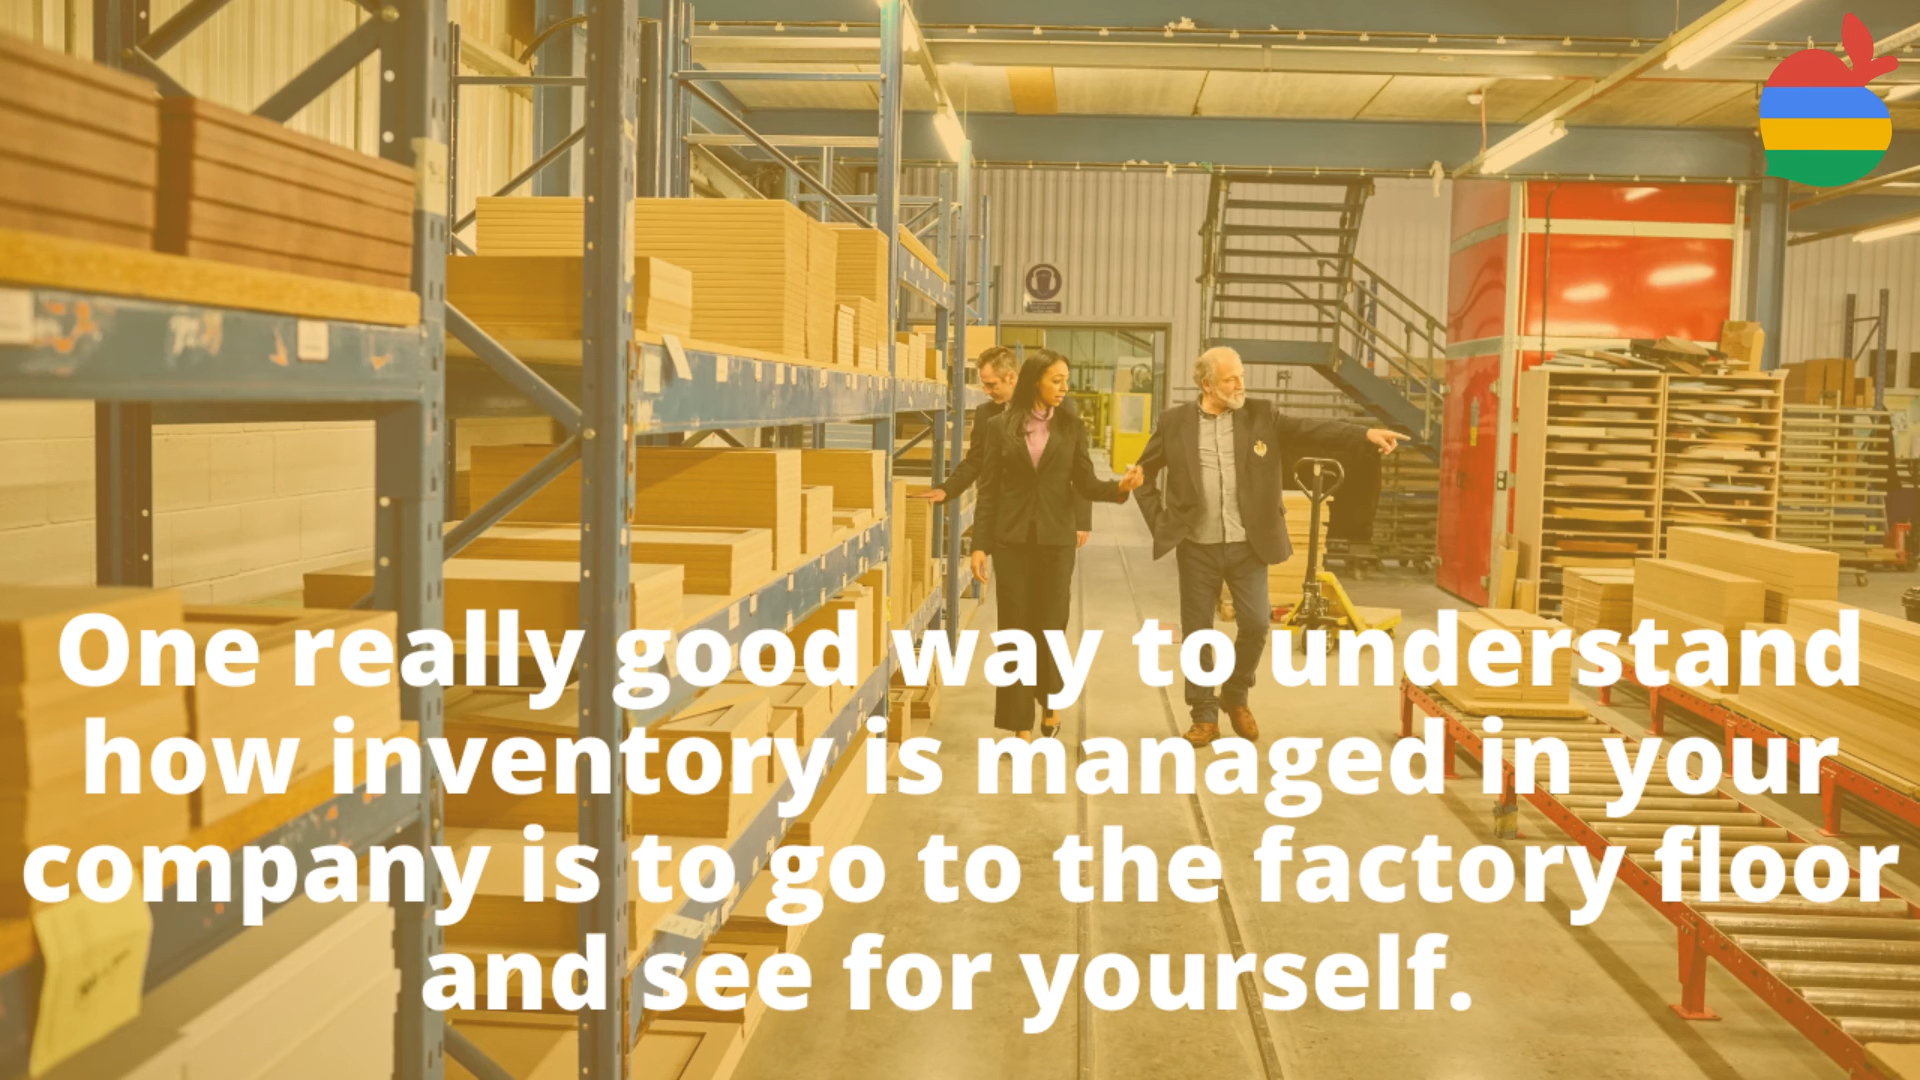 One really good way to understand
how inventory is managed in your
company is to go to the factory floor
and see for yourself.